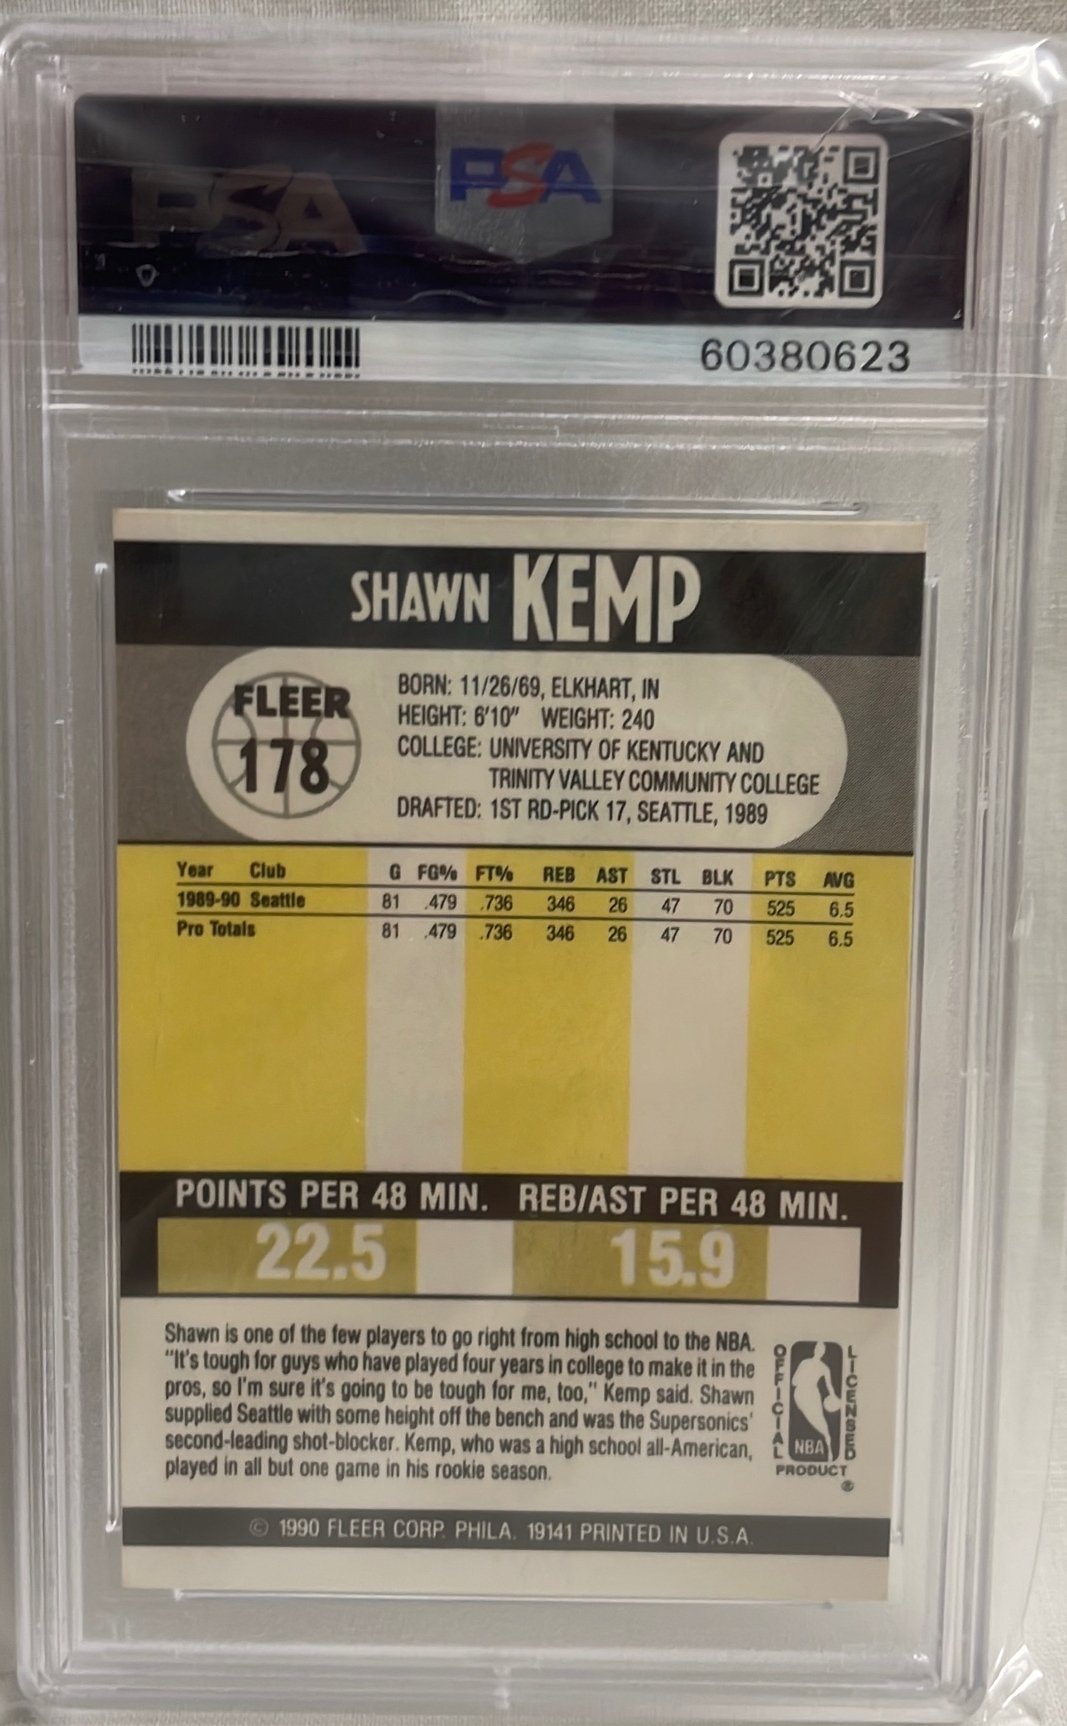 PSA
PSA
60380623
SHAWN KEMP
FLEER
178
BORN: 11/26/69, ELKHART, IN
HEIGHT: 6'10" WEIGHT: 240
COLLEGE: UNIVERSITY OF KENTUCKY AND
TRINITY VALLEY COMMUNITY COLLEGE
DRAFTED: 1ST RD-PICK 17, SEATTLE, 1989
Year Club G FG% FT% REB AST STL BLK PTS AVG
1989-90 Seattle 81 .479 .736 346 26 47 70 525 6.5
Pro Totals 81 .479 .736 346 26 47 70 525 6.5
POINTS PER 48 MIN. REB/AST PER 48 MIN.
22.5 15.9
Shawn is one of the few players to go right from high school to the NBA.
"It's tough for guys who have played four years in college to make it in the
pros, so I'm sure it's going to be tough for me, too," Kemp said. Shawn
supplied Seattle with some height off the bench and was the Supersonics'
second-leading shot-blocker. Kemp, who was a high school all-American,
played in all but one game in his rookie season.
OFFICIAL
LICENSED
NBA
PRODUCT
®
© 1990 FLEER CORP. PHILA. 19141 PRINTED IN U.S.A.